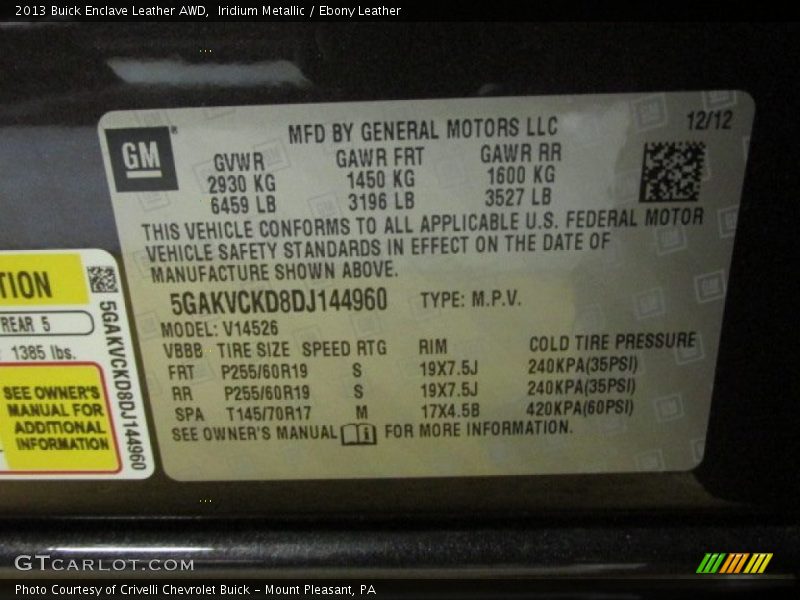 2013 Buick Enclave Leather AWD,  Iridium Metallic / Ebony Leather
GM®
MFD BY GENERAL MOTORS LLC
12/12
GVWR GAWR FRT GAWR RR
2930 KG 1450 KG 1600 KG
6459 LB 3196 LB 3527 LB
THIS VEHICLE CONFORMS TO ALL APPLICABLE U.S. FEDERAL MOTOR
VEHICLE SAFETY STANDARDS IN EFFECT ON THE DATE OF
MANUFACTURE SHOWN ABOVE.
5GAKVCKD8DJ144960 TYPE: M.P.V.
MODEL: V14526
VBBB TIRE SIZE SPEED RTG RIM COLD TIRE PRESSURE
FRT P255/60R19 S 19X7.5J 240KPA(35PSI)
RR P255/60R19 S 19X7.5J 240KPA(35PSI)
SPA T145/70R17 M 17X4.5B 420KPA(60PSI)
SEE OWNER'S MANUAL FOR MORE INFORMATION.
TION
REAR 5
: 1385 lbs.
SEE OWNER'S
MANUAL FOR
ADDITIONAL
INFORMATION
5GAKVCKD8DJ144960
GTCARLOT.COM
Photo Courtesy of Crivelli Chevrolet Buick - Mount Pleasant, PA